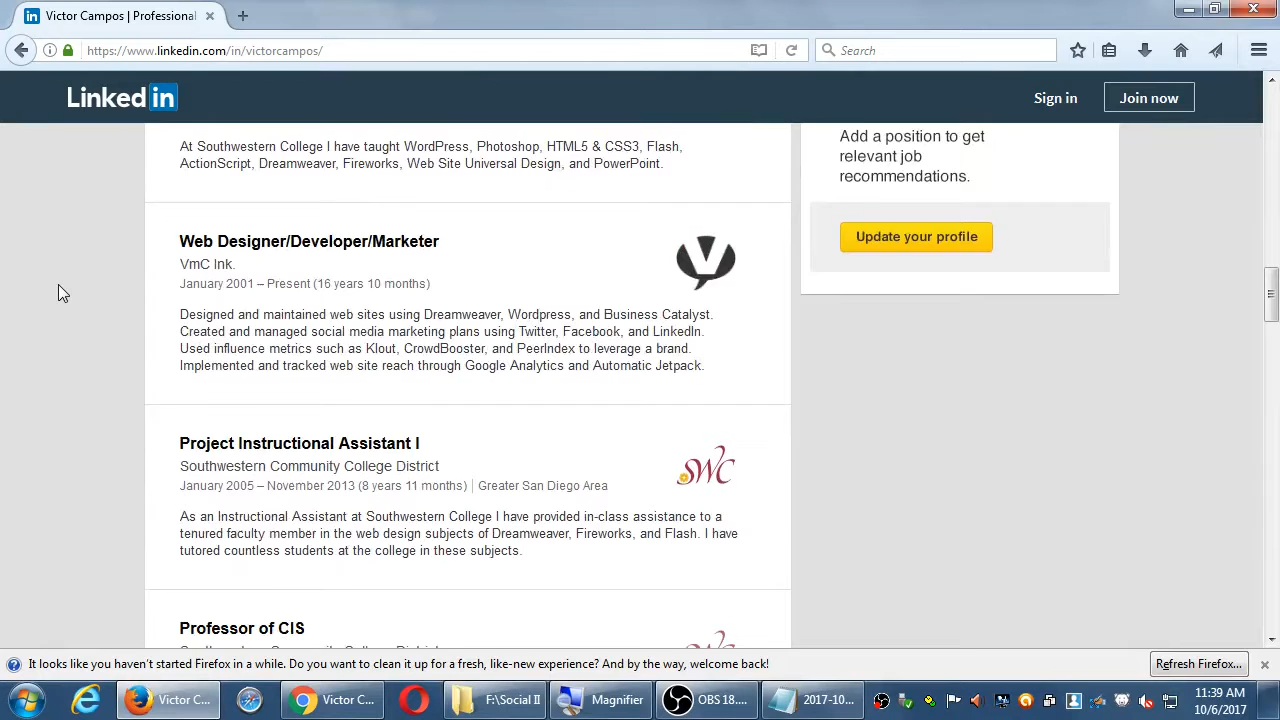 Victor Campos | Professional
https://www.linkedin.com/in/victorcampos/
Search
Linked in
Sign in
Join now
At Southwestern College I have taught WordPress, Photoshop, HTML5 & CSS3, Flash,
ActionScript, Dreamweaver, Fireworks, Web Site Universal Design, and PowerPoint.
Add a position to get
relevant job
recommendations.
Update your profile
Web Designer/Developer/Marketer
VmC Ink.
January 2001 – Present (16 years 10 months)
V
Designed and maintained web sites using Dreamweaver, Wordpress, and Business Catalyst.
Created and managed social media marketing plans using Twitter, Facebook, and LinkedIn.
Used influence metrics such as Klout, CrowdBooster, and PeerIndex to leverage a brand.
Implemented and tracked web site reach through Google Analytics and Automatic Jetpack.
Project Instructional Assistant I
Southwestern Community College District
January 2005 – November 2013 (8 years 11 months) | Greater San Diego Area
SWC
As an Instructional Assistant at Southwestern College I have provided in-class assistance to a
tenured faculty member in the web design subjects of Dreamweaver, Fireworks, and Flash. I have
tutored countless students at the college in these subjects.
Professor of CIS
It looks like you haven't started Firefox in a while. Do you want to clean it up for a fresh, like-new experience? And by the way, welcome back!
Refresh Firefox...
Victor C...
Victor C...
F:\Social II
Magnifier
OBS 18....
2017-10...
11:39 AM
10/6/2017